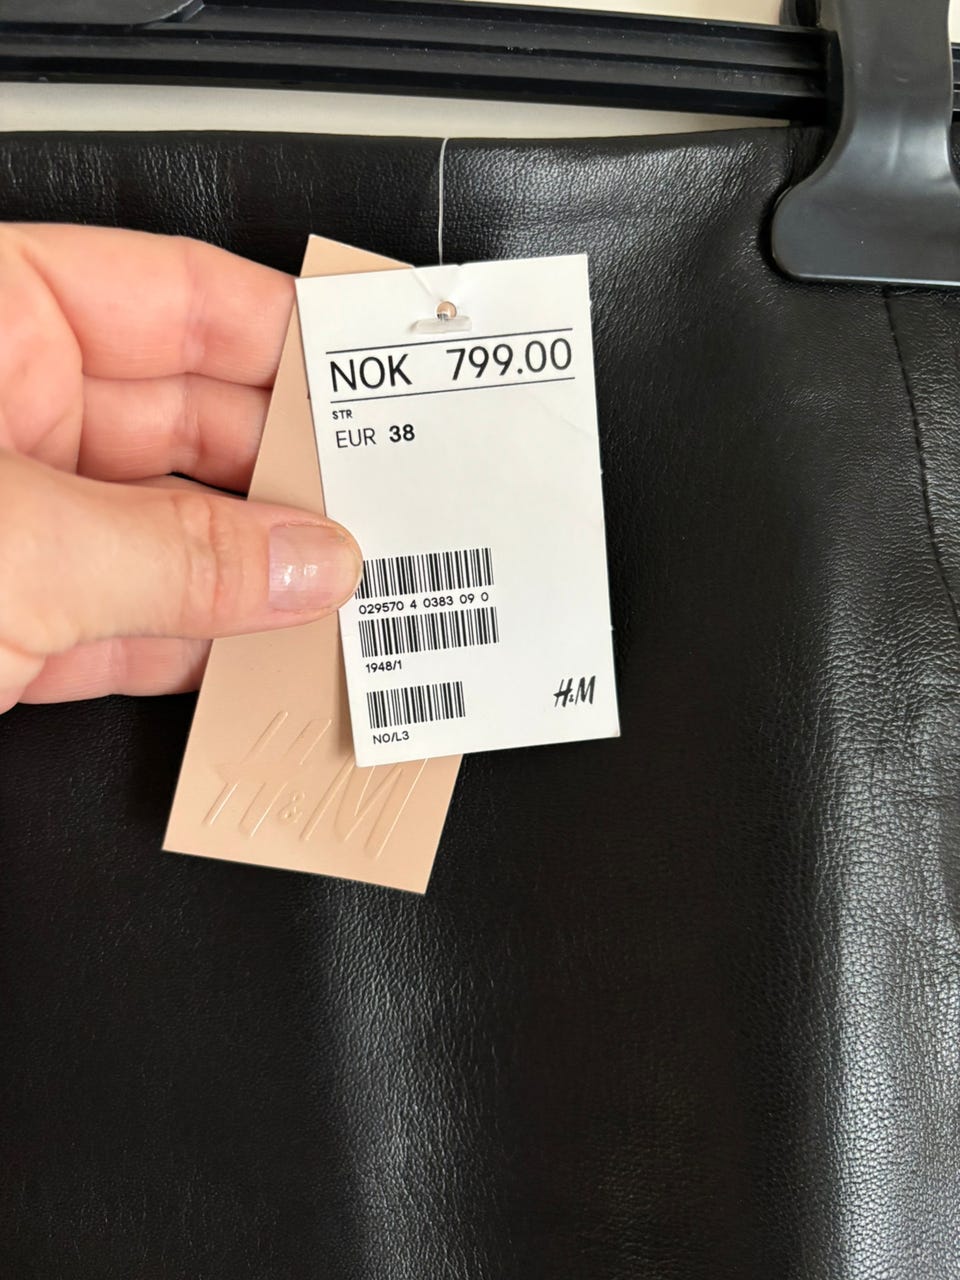 NOK 799.00
STR
EUR 38
029570 4 0383 09 0
1948/1
NO/L3
H&M
H&M